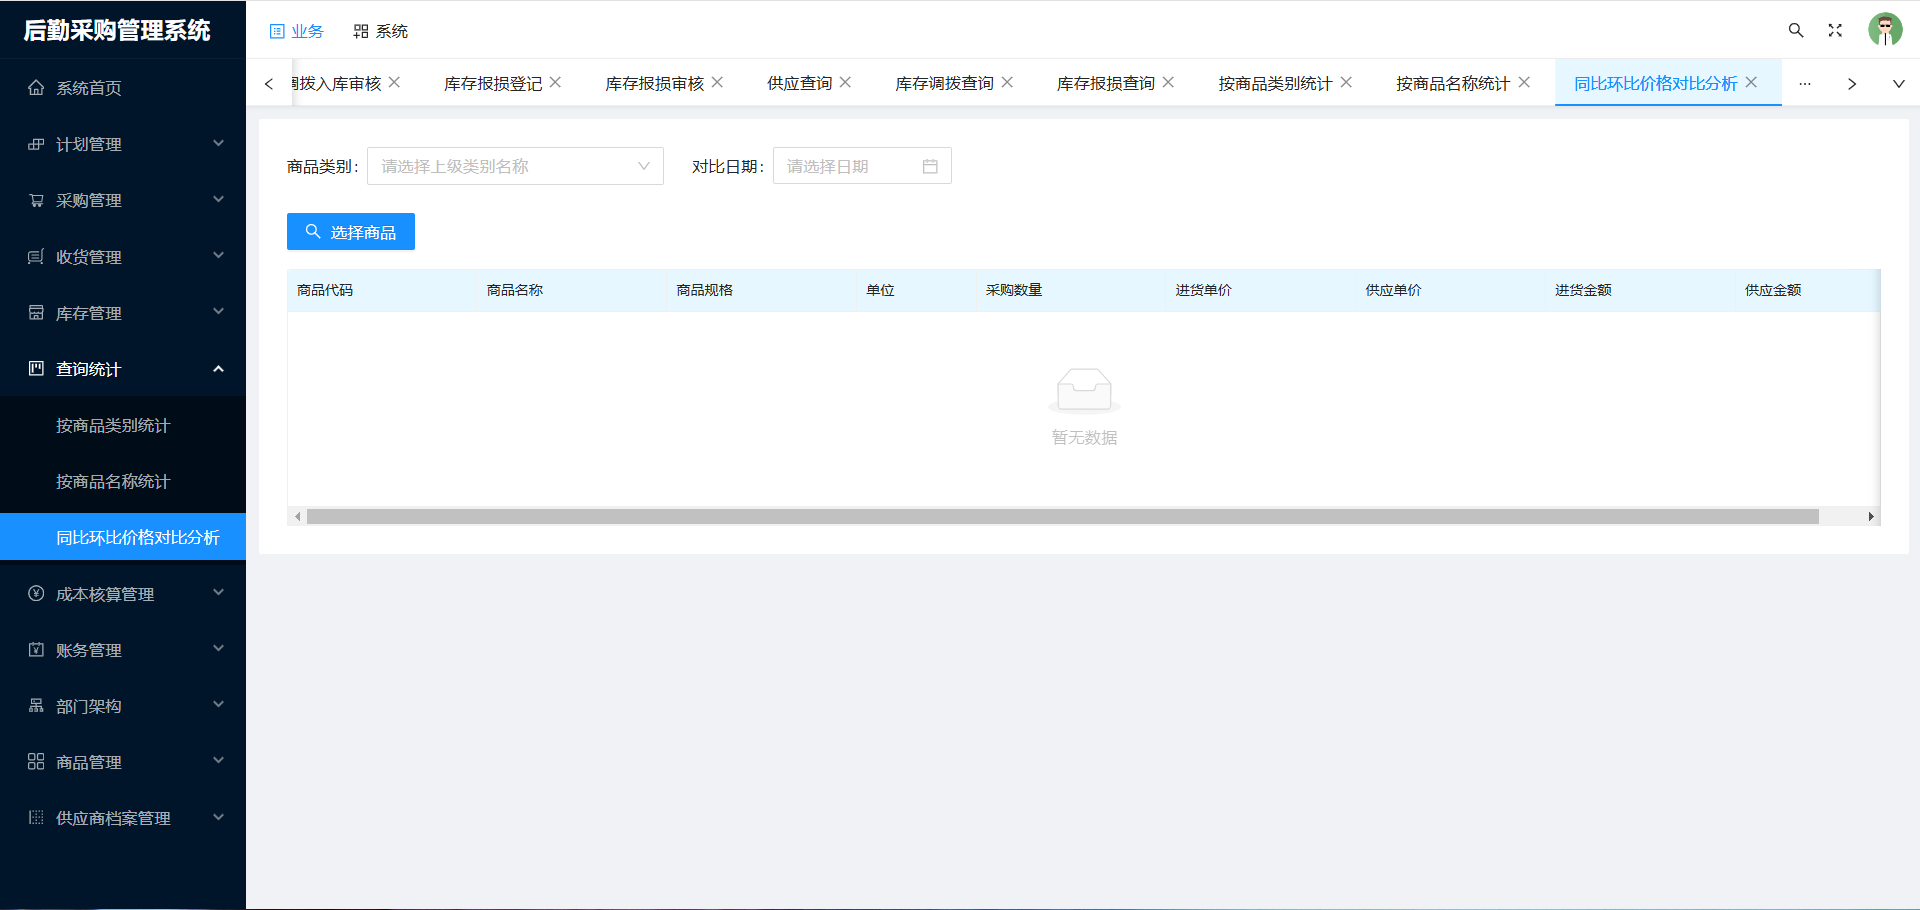 后勤采购管理系统
业务
系统
拨入库审核
库存报损登记
库存报损审核
供应查询
库存调拨查询
库存报损查询
按商品类别统计
按商品名称统计
同比环比价格对比分析
···
系统首页
计划管理
采购管理
收货管理
库存管理
查询统计
按商品类别统计
按商品名称统计
同比环比价格对比分析
成本核算管理
账务管理
部门架构
商品管理
供应商档案管理
商品类别：
请选择上级类别名称
对比日期：
请选择日期
选择商品
商品代码
商品名称
商品规格
单位
采购数量
进货单价
供应单价
进货金额
供应金额
暂无数据